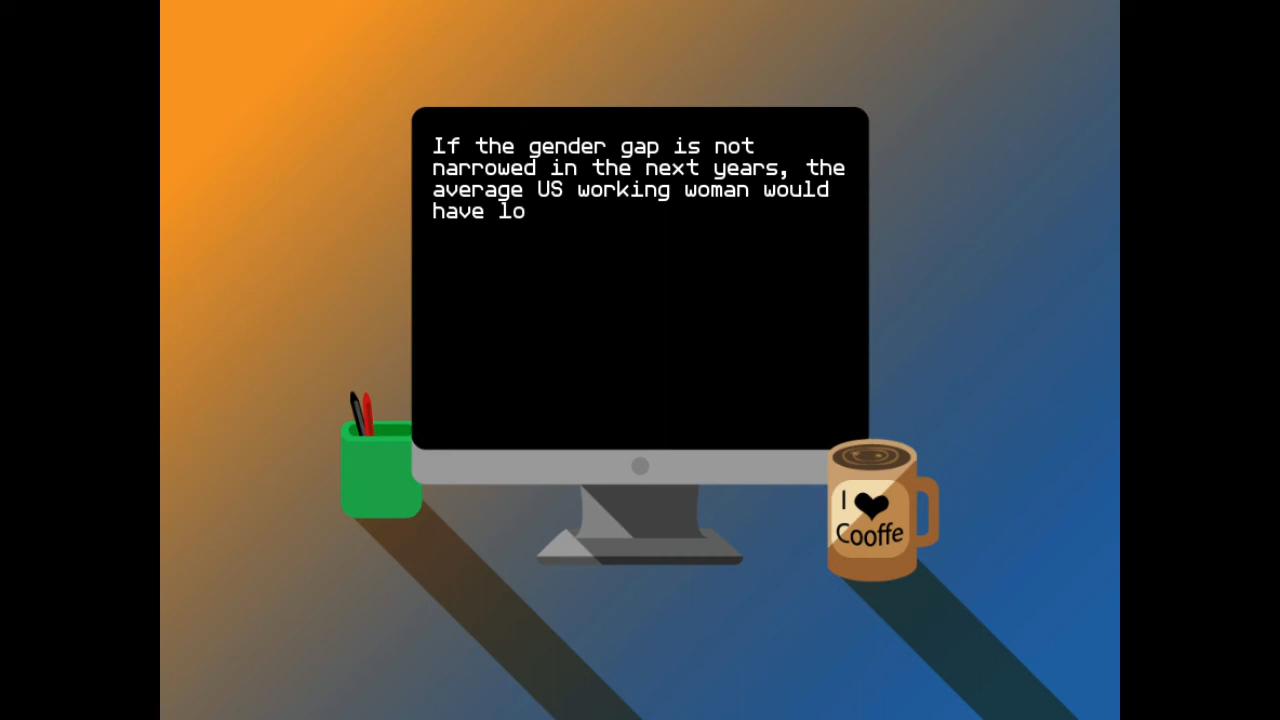 If the gender gap is not
narrowed in the next years, the
average US working woman would
have lo
I
Cooffe